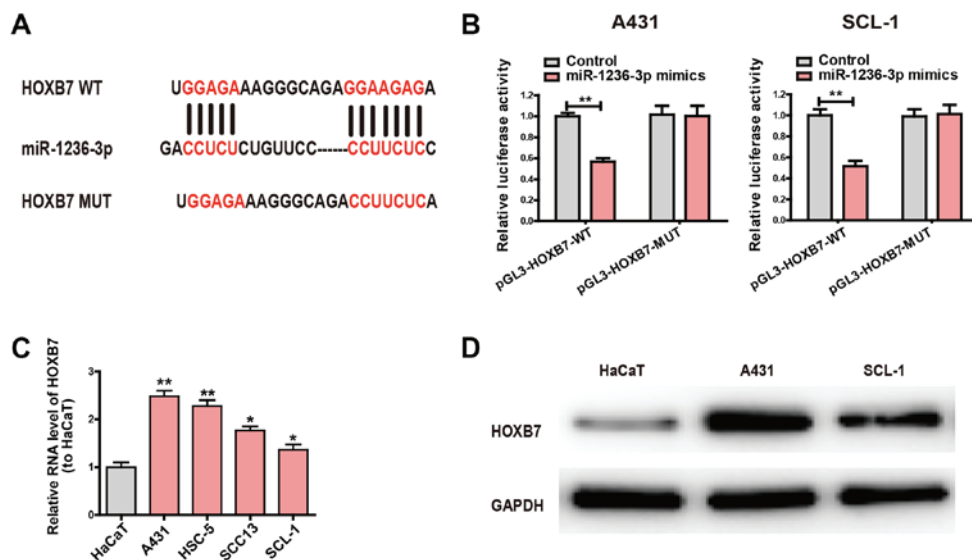 A
HOXB7 WT UGGAGAAAGGGCAGAGGAAGAGA
miR-1236-3p GACCUCUCUGUUCC------CCUUCUCC
HOXB7 MUT UGGAGAAAGGGCAGACCUUCUCA
B
A431
Control
miR-1236-3p mimics
Relative luciferase activity
1.4
1.2
1.0
0.8
0.6
0.4
0.2
0
**
pGL3-HOXB7-WT
pGL3-HOXB7-MUT
SCL-1
Control
miR-1236-3p mimics
Relative luciferase activity
1.4
1.2
1.0
0.8
0.6
0.4
0.2
0
**
pGL3-HOXB7-WT
pGL3-HOXB7-MUT
C
Relative RNA level of HOXB7
(to HaCaT)
3
2
1
0
** ** * *
HaCaT A431 HSC-5 SCC13 SCL-1
D
HaCaT A431 SCL-1
HOXB7
GAPDH